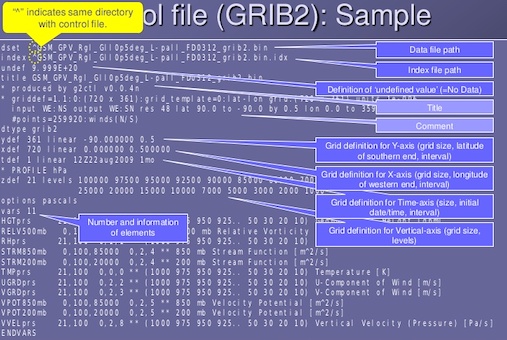 "^" indicates same directory
with control file.
ol file (GRIB2): Sample
dset ^GSM_GPV_Rgl_Gll0p5deg_L-pall_FD0312_grib2.bin
Data file path
index ^GSM_GPV_Rgl_Gll0p5deg_L-pall_FD0312_grib2.bin.idx
Index file path
undef 9.999E+20
Definition of 'undefined value' (=No Data)
title GSM_GPV_Rgl_Gll0p5deg_L-pall_FD0312_grib2.bin
Title
* produced by g2ctl v0.0.4n
* griddef=1.1:0:(720 x 361):grid_template=0:lat-lon grid:(720
input WE:NS output WE:SN res 48 lat 90.0 to -90.0 by 0.5 lon 0.0 to 359
#points=259920:winds(N/S)
Comment
dtype grib2
ydef 361 linear -90.000000 0.5
Grid definition for Y-axis (grid size, latitude
of southern end, interval)
xdef 720 linear 0.000000 0.500000
Grid definition for X-axis (grid size, longitude
of western end, interval)
tdef 1 linear 12Z22aug2009 1mo
Grid definition for Time-axis (size, initial
date/time, interval)
* PROFILE hPa
zdef 21 levels 100000 97500 95000 92500 90000 85000
25000 20000 15000 10000 7000 5000 3000 2000
Grid definition for Vertical-axis (grid size,
levels)
options pascals
vars 11
Number and information
of elements
HGTprs 21,100 950 925.. 50 30 20 10)
RELV500mb 0,100 mb Relative Vorticity
RHprs 21,100 975 950 925.. 50 30 20 10)
STRM850mb 0,100,85000 0,2,4 ** 850 mb Stream Function [m^2/s]
STRM200mb 0,100,20000 0,2,4 ** 200 mb Stream Function [m^2/s]
TMPprs 21,100 0,0,0 ** (1000 975 950 925.. 50 30 20 10) Temperature [K]
UGRDprs 21,100 0,2,2 ** (1000 975 950 925.. 50 30 20 10) U-Component of Wind [m/s]
VGRDprs 21,100 0,2,3 ** (1000 975 950 925.. 50 30 20 10) V-Component of Wind [m/s]
VPOT850mb 0,100,85000 0,2,5 ** 850 mb Velocity Potential [m^2/s]
VPOT200mb 0,100,20000 0,2,5 ** 200 mb Velocity Potential [m^2/s]
VVELprs 21,100 0,2,8 ** (1000 975 950 925.. 50 30 20 10) Vertical Velocity (Pressure) [Pa/s]
ENDVARS